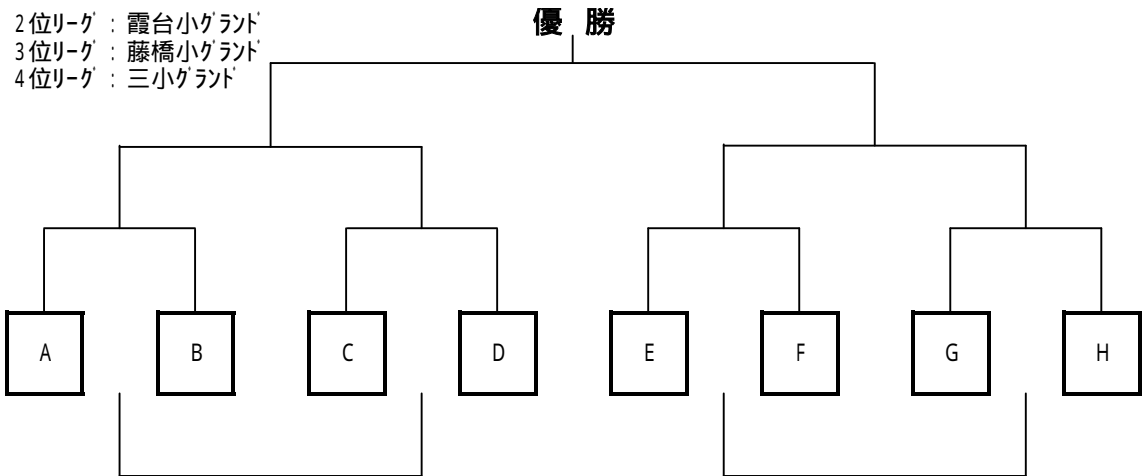 2位リーグ : 霞台小グランド
優 勝
3位リーグ : 藤橋小グランド
4位リーグ : 三小グランド
A B C D E F G H